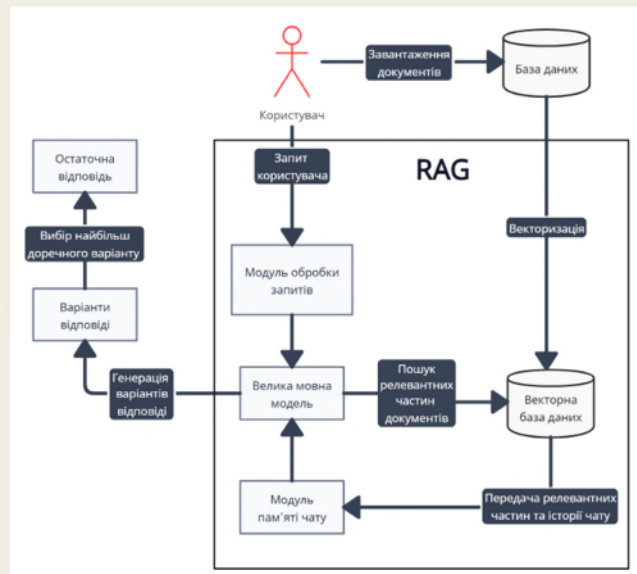 Завантаження
документів
База даних
Користувач
Запит
користувача
RAG
Остаточна
відповідь
Вибір найбільш
доречного варіанту
Векторизація
Модуль обробки
запитів
Варіанти
відповіді
Генерація
варіантів
відповіді
Велика мовна
модель
Пошук
релевантних
частин
документів
Векторна
база даних
Модуль
пам'яті чату
Передача релевантних
частин та історії чату